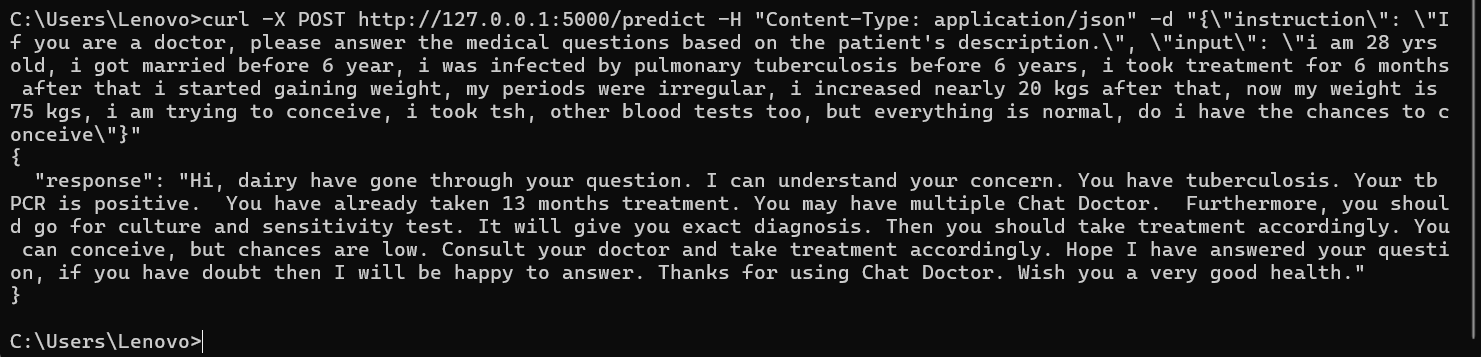 C:\Users\Lenovo>curl -X POST http://127.0.0.1:5000/predict -H "Content-Type: application/json" -d "{\"instruction\": \"I
f you are a doctor, please answer the medical questions based on the patient's description.\", \"input\": \"i am 28 yrs
old, i got married before 6 year, i was infected by pulmonary tuberculosis before 6 years, i took treatment for 6 months
 after that i started gaining weight, my periods were irregular, i increased nearly 20 kgs after that, now my weight is
75 kgs, i am trying to conceive, i took tsh, other blood tests too, but everything is normal, do i have the chances to c
onceive\"}"
{
  "response": "Hi, dairy have gone through your question. I can understand your concern. You have tuberculosis. Your tb
PCR is positive.  You have already taken 13 months treatment. You may have multiple Chat Doctor.  Furthermore, you shoul
d go for culture and sensitivity test. It will give you exact diagnosis. Then you should take treatment accordingly. You
 can conceive, but chances are low. Consult your doctor and take treatment accordingly. Hope I have answered your questi
on, if you have doubt then I will be happy to answer. Thanks for using Chat Doctor. Wish you a very good health."
}
C:\Users\Lenovo>